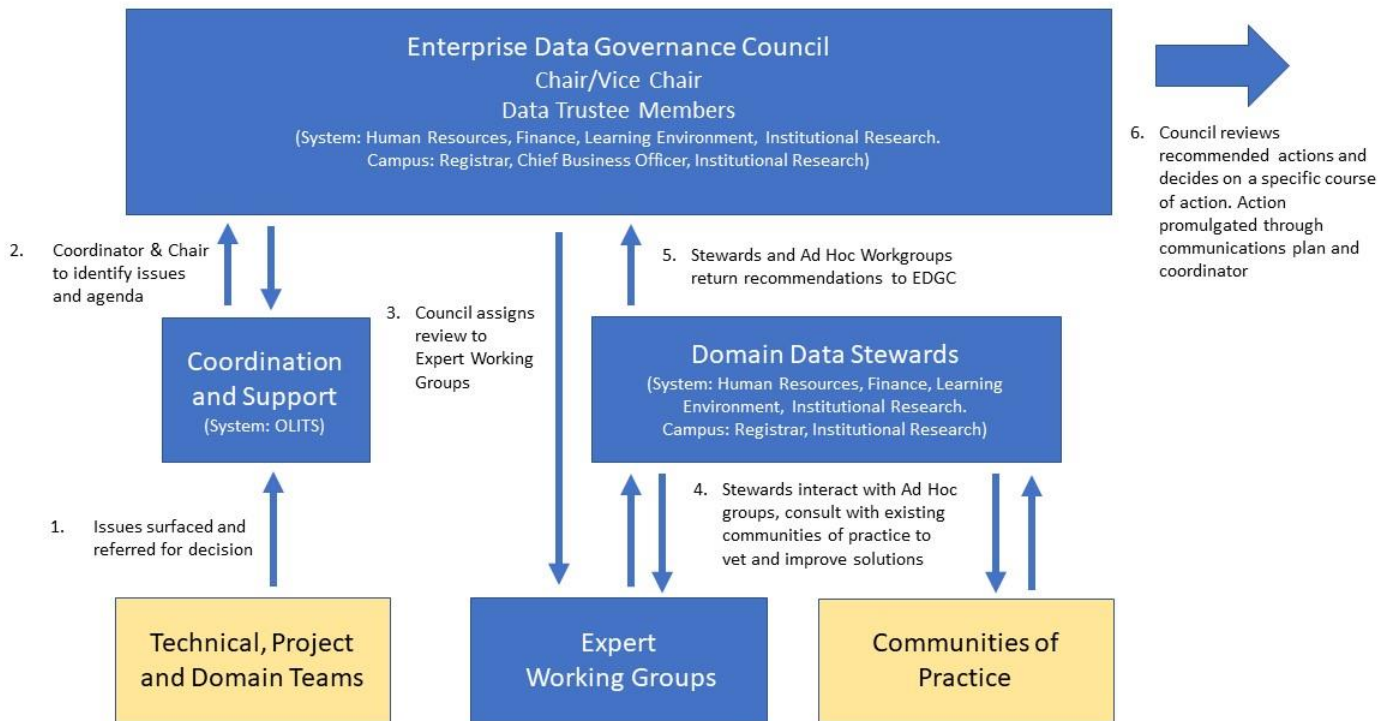 Enterprise Data Governance Council
Chair/Vice Chair
Data Trustee Members
(System: Human Resources, Finance, Learning Environment, Institutional Research.
Campus: Registrar, Chief Business Officer, Institutional Research)
6. Council reviews
recommended actions and
decides on a specific course
of action. Action
promulgated through
communications plan and
coordinator
2. Coordinator & Chair
to identify issues
and agenda
5. Stewards and Ad Hoc Workgroups
return recommendations to EDGC
3. Council assigns
review to
Expert Working
Groups
Coordination
and Support
(System: OLITS)
Domain Data Stewards
(System: Human Resources, Finance, Learning
Environment, Institutional Research.
Campus: Registrar, Institutional Research)
1. Issues surfaced and
referred for decision
4. Stewards interact with Ad Hoc
groups, consult with existing
communities of practice to
vet and improve solutions
Technical, Project
and Domain Teams
Expert
Working Groups
Communities of
Practice